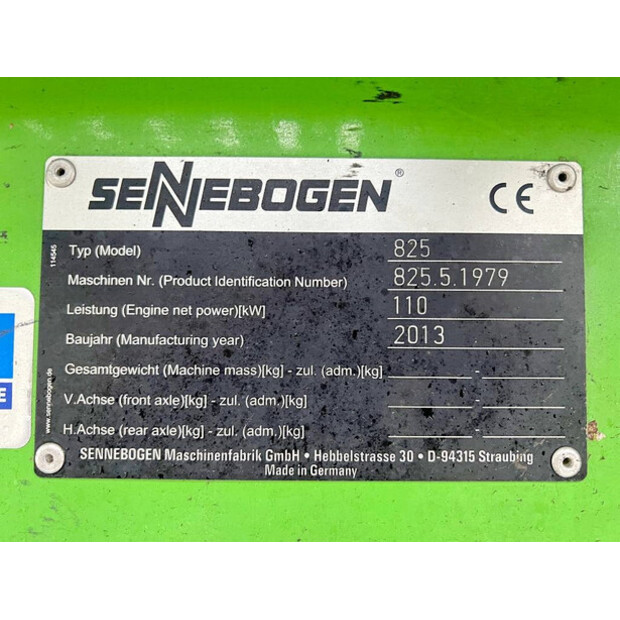 SENNEBOGEN® CE
Typ (Model) 825
Maschinen Nr. (Product Identification Number) 825.5.1979
Leistung (Engine net power)[kW] 110
Baujahr (Manufacturing year) 2013
Gesamtgewicht (Machine mass)[kg] - zul. (adm.)[kg] -
V.Achse (front axle)[kg] - zul. (adm.)[kg] -
H.Achse (rear axle)[kg] - zul. (adm.)[kg] -
SENNEBOGEN Maschinenfabrik GmbH • Hebbelstrasse 30 • D-94315 Straubing
Made in Germany
114545
www.sennebogen.de
E